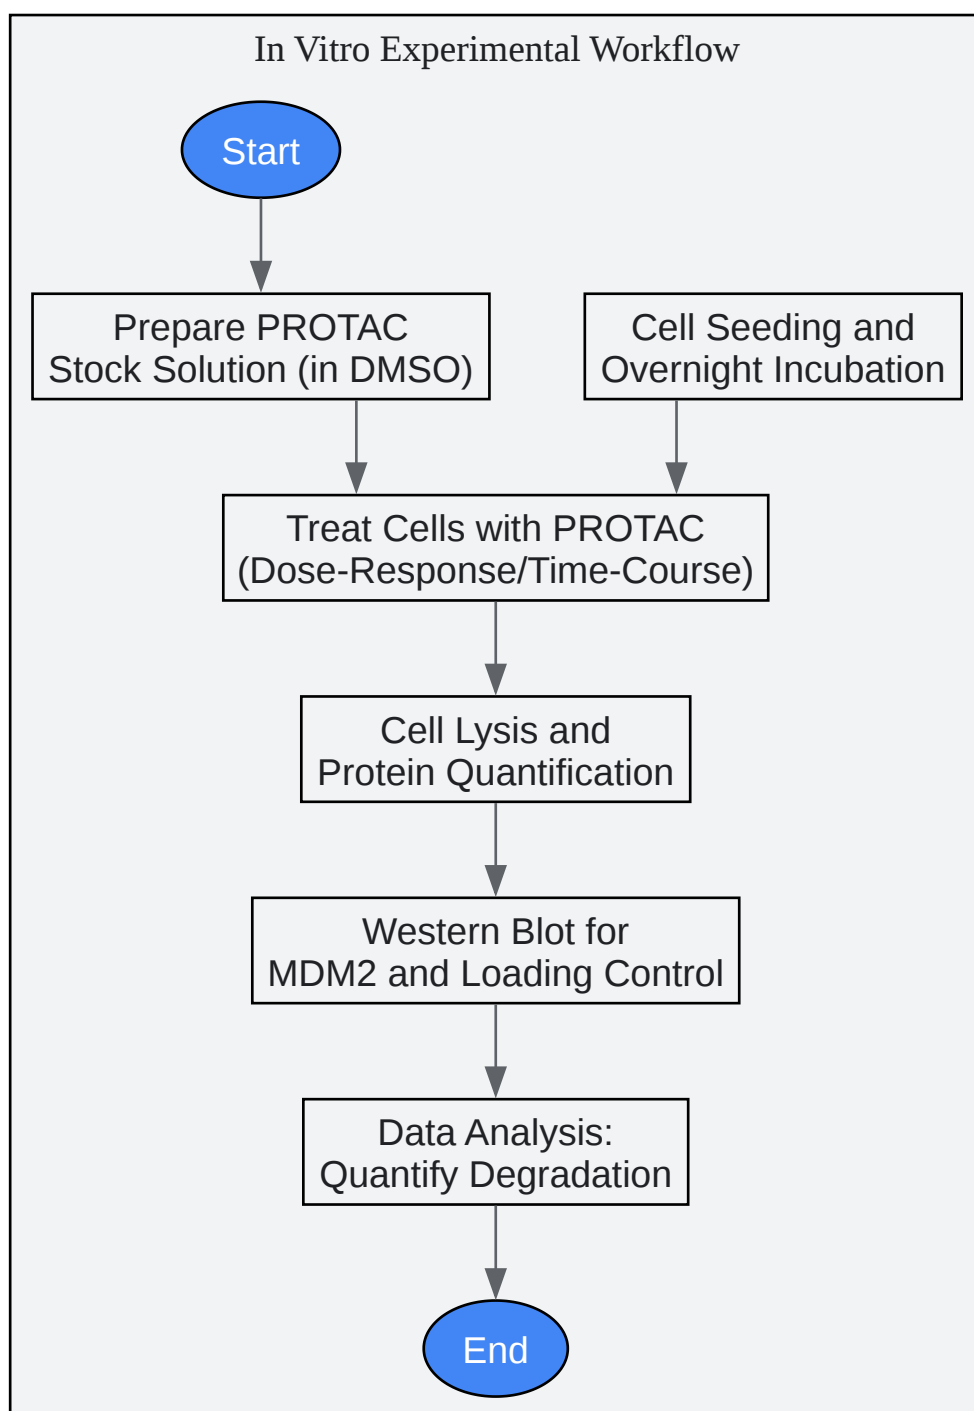 In Vitro Experimental Workflow
Start
Prepare PROTAC
Stock Solution (in DMSO)
Cell Seeding and
Overnight Incubation
Treat Cells with PROTAC
(Dose-Response/Time-Course)
Cell Lysis and
Protein Quantification
Western Blot for
MDM2 and Loading Control
Data Analysis:
Quantify Degradation
End